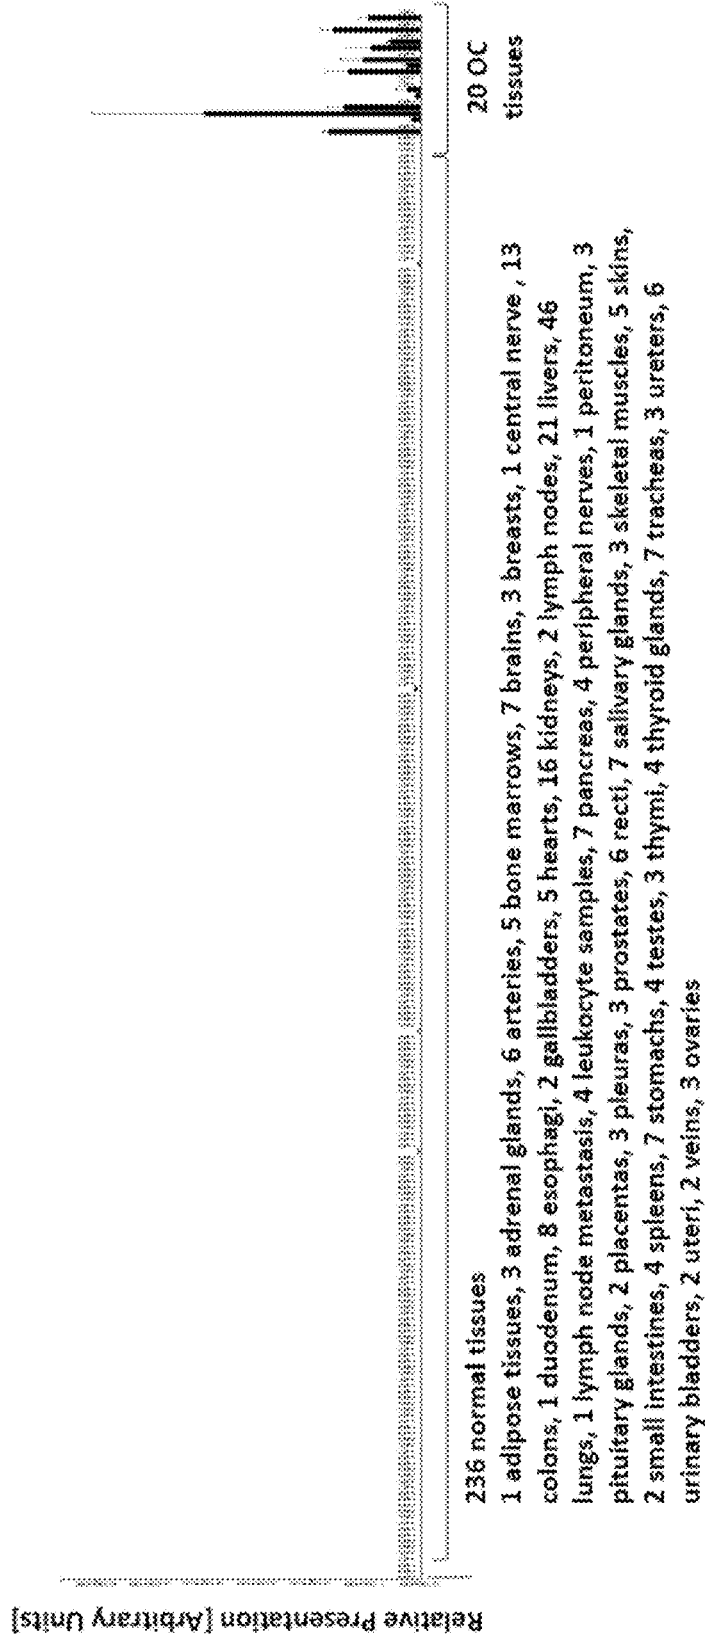 Relative Presentation [Arbitrary Units]
236 normal tissues
1 adipose tissues, 3 adrenal glands, 6 arteries, 5 bone marrows, 7 brains, 3 breasts, 1 central nerve , 13
colons, 1 duodenum, 8 esophagi, 2 gallbladders, 5 hearts, 16 kidneys, 2 lymph nodes, 21 livers, 46
lungs, 1 lymph node metastasis, 4 leukocyte samples, 7 pancreas, 4 peripheral nerves, 1 peritoneum, 3
pituitary glands, 2 placentas, 3 pleuras, 3 prostates, 6 recti, 7 salivary glands, 3 skeletal muscles, 5 skins,
2 small intestines, 4 spleens, 7 stomachs, 4 testes, 3 thymi, 4 thyroid glands, 7 tracheas, 3 ureters, 6
urinary bladders, 2 uteri, 2 veins, 3 ovaries
20 OC
tissues